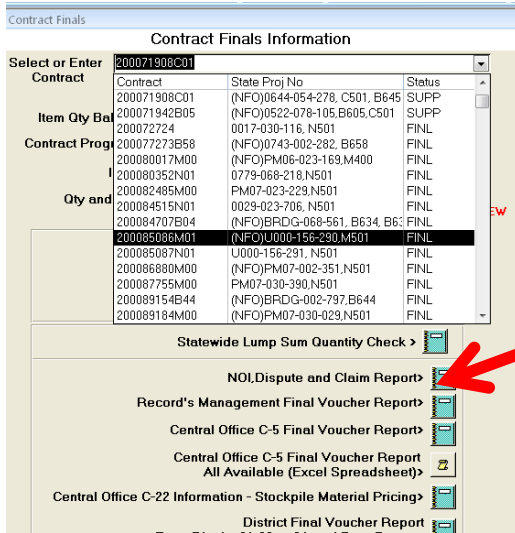 Contract Finals
Contract Finals Information
Select or Enter Contract 200071908C01
Contract State Proj No Status
200071908C01 (NFO)0644-054-278, C501, B645 SUPP
200071942B05 (NFO)0522-078-105,B605,C501 SUPP
200072724 0017-030-116, N501 FINL
200077273B58 (NFO)0743-002-282, B658 FINL
200080017M00 (NFO)PM06-023-169,M400 FINL
200080352N01 0779-068-218,N501 FINL
200082485M00 PM07-023-229,N501 FINL
200084515N01 0029-023-706, N501 FINL
200084707B04 (NFO)BRDG-068-561, B634, B63 FINL
200085086M01 (NFO)U000-156-290,M501 FINL
200085087N01 U000-156-291, N501 FINL
200086880M00 (NFO)PM07-002-351,N501 FINL
200087755M00 PM07-030-390,N501 FINL
200089154B44 (NFO)BRDG-002-797,B644 FINL
200089184M00 (NFO)PM07-030-029,N501 FINL
Item Qty Bal
Contract Progr
Qty and
EW
Statewide Lump Sum Quantity Check >
NOI,Dispute and Claim Report>
Record's Management Final Voucher Report>
Central Office C-5 Final Voucher Report>
Central Office C-5 Final Voucher Report
All Available (Excel Spreadsheet)>
Central Office C-22 Information - Stockpile Material Pricing>
District Final Voucher Report